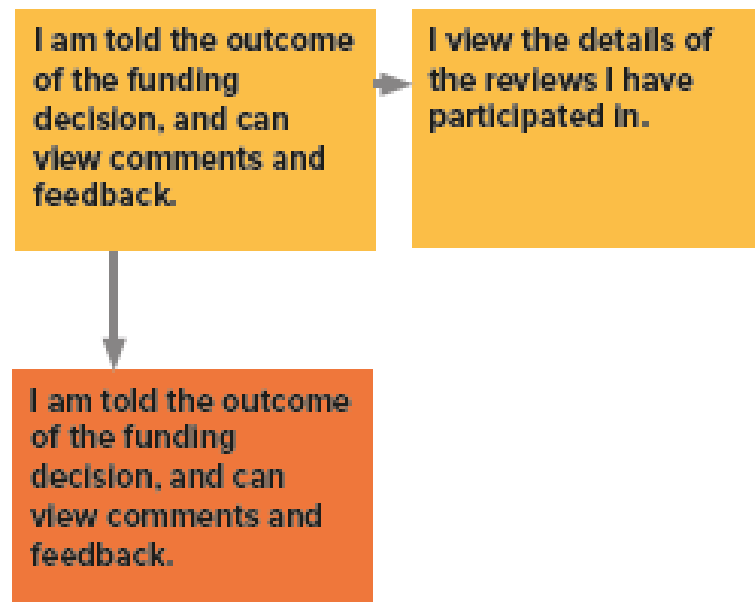 I am told the outcome
of the funding
decision, and can
view comments and
feedback.
I view the details of
the reviews I have
participated in.
I am told the outcome
of the funding
decision, and can
view comments and
feedback.